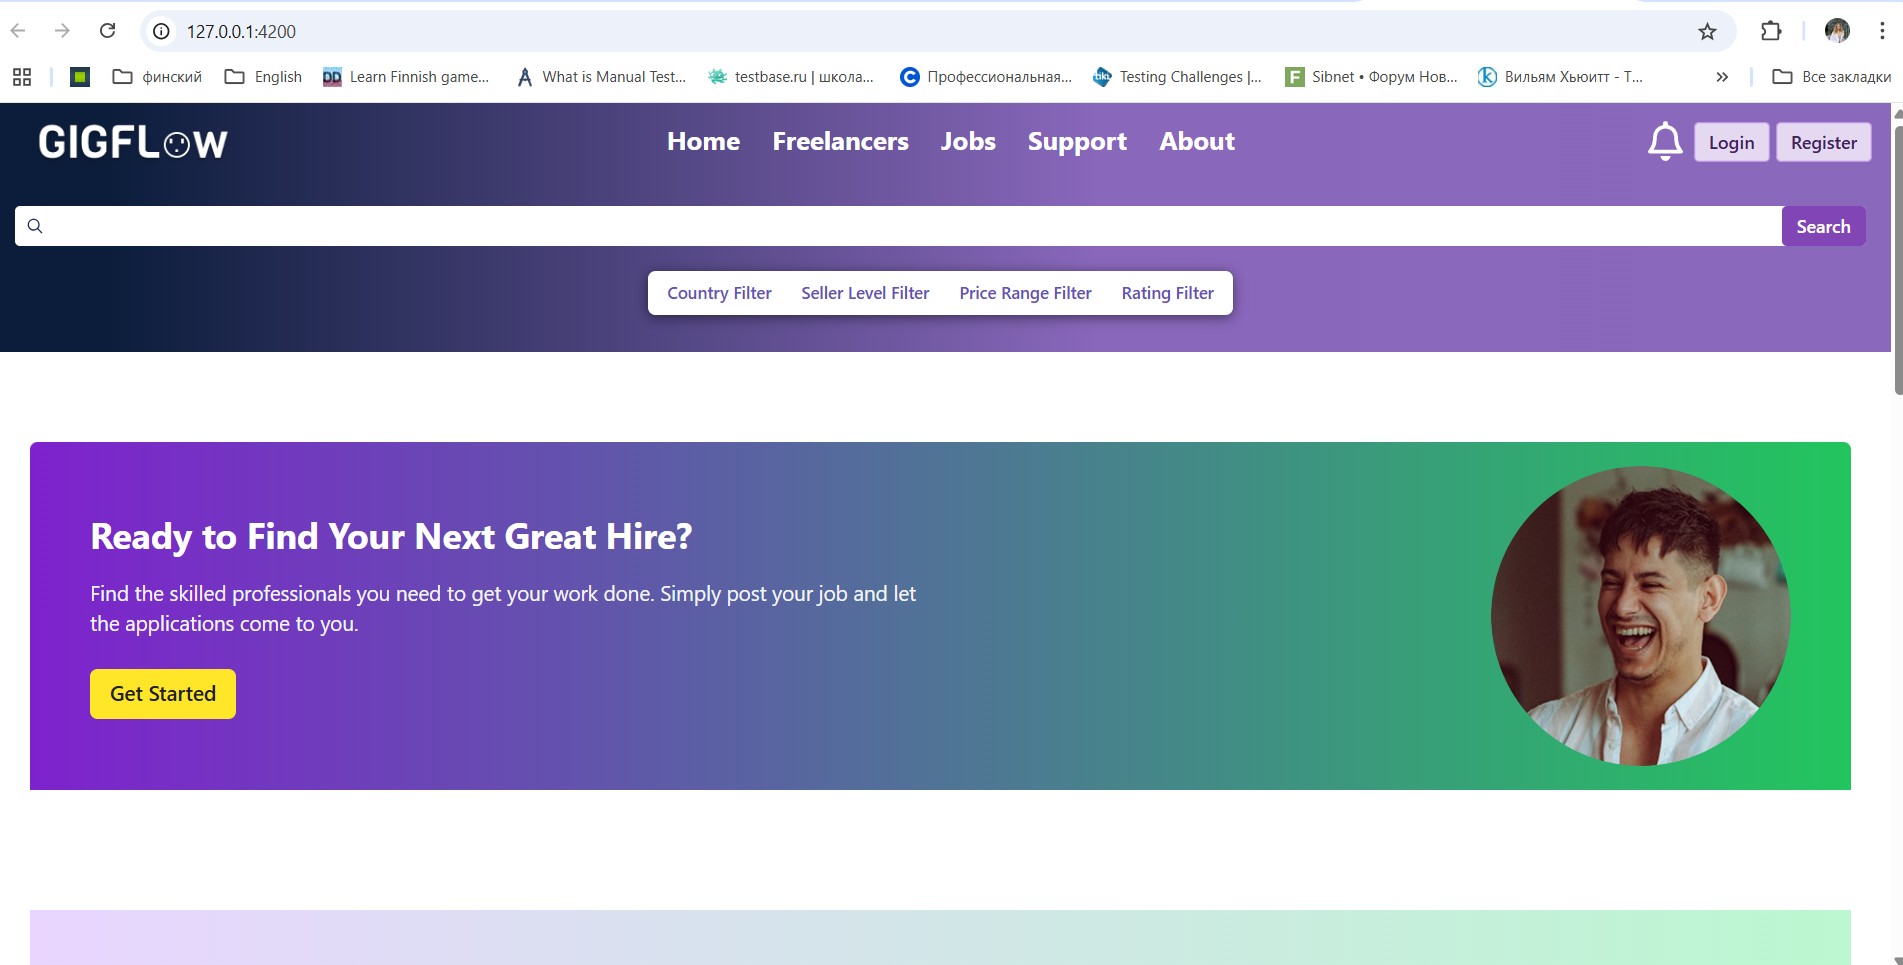 127.0.0.1:4200
финский English Learn Finnish game... What is Manual Test... testbase.ru | школа... Профессиональная... Testing Challenges |... Sibnet • Форум Нов... Вильям Хьюитт - Т... » Все закладки
GIGFLOW Home Freelancers Jobs Support About Login Register
Search
Country Filter Seller Level Filter Price Range Filter Rating Filter
Ready to Find Your Next Great Hire?
Find the skilled professionals you need to get your work done. Simply post your job and let
the applications come to you.
Get Started